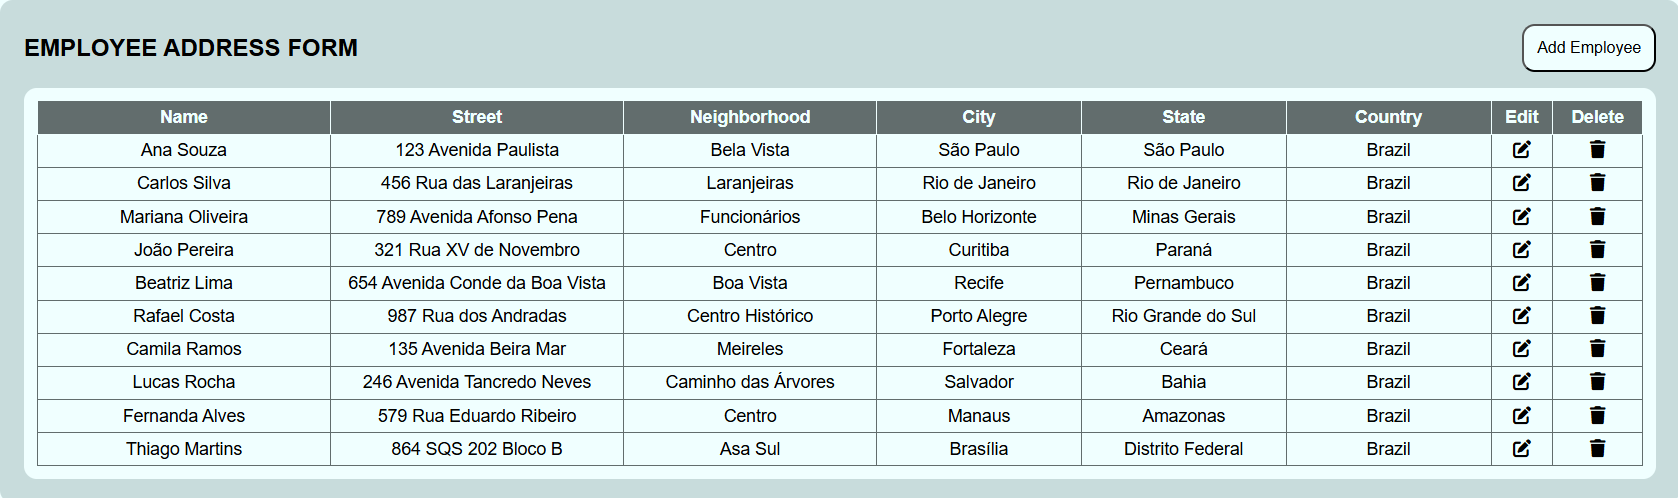 EMPLOYEE ADDRESS FORM
Add Employee
Name Street Neighborhood City State Country Edit Delete
Ana Souza 123 Avenida Paulista Bela Vista São Paulo São Paulo Brazil
Carlos Silva 456 Rua das Laranjeiras Laranjeiras Rio de Janeiro Rio de Janeiro Brazil
Mariana Oliveira 789 Avenida Afonso Pena Funcionários Belo Horizonte Minas Gerais Brazil
João Pereira 321 Rua XV de Novembro Centro Curitiba Paraná Brazil
Beatriz Lima 654 Avenida Conde da Boa Vista Boa Vista Recife Pernambuco Brazil
Rafael Costa 987 Rua dos Andradas Centro Histórico Porto Alegre Rio Grande do Sul Brazil
Camila Ramos 135 Avenida Beira Mar Meireles Fortaleza Ceará Brazil
Lucas Rocha 246 Avenida Tancredo Neves Caminho das Árvores Salvador Bahia Brazil
Fernanda Alves 579 Rua Eduardo Ribeiro Centro Manaus Amazonas Brazil
Thiago Martins 864 SQS 202 Bloco B Asa Sul Brasília Distrito Federal Brazil